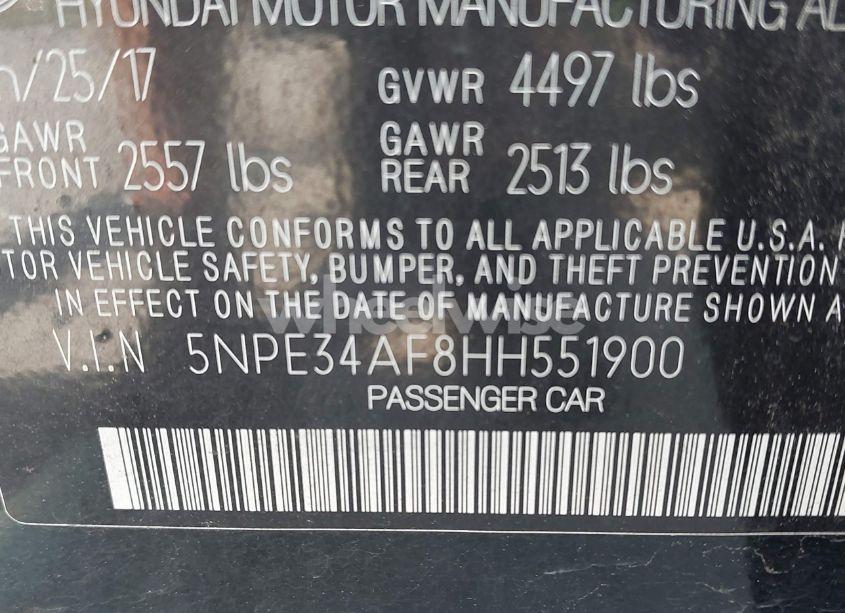 HYUNDAI MOTOR MANUFACTURING AL
/25/17 GVWR 4497 lbs
GAWR FRONT 2557 lbs GAWR REAR 2513 lbs
THIS VEHICLE CONFORMS TO ALL APPLICABLE U.S.A. F
TOR VEHICLE SAFETY, BUMPER, AND THEFT PREVENTION
IN EFFECT ON THE DATE OF MANUFACTURE SHOWN A
wheelwise
V.I.N 5NPE34AF8HH551900
PASSENGER CAR